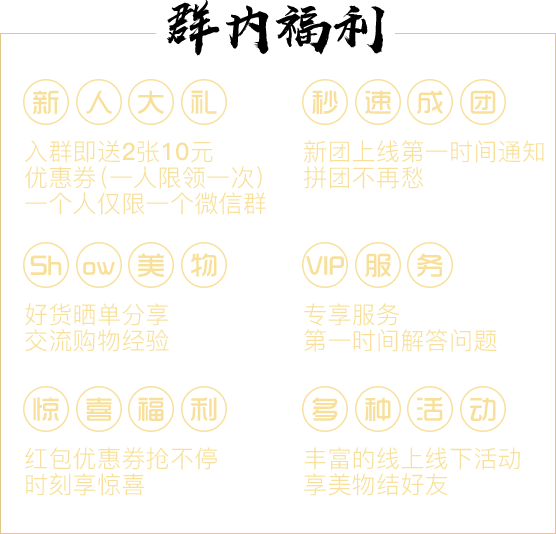 群内福利
新人大礼
入群即送2张10元
优惠券(一人限领一次)
一个人仅限一个微信群
秒速成团
新团上线第一时间通知
拼团不再愁
Show美物
好货晒单分享
交流购物经验
VIP服务
专享服务
第一时间解答问题
惊喜福利
红包优惠券抢不停
时刻享惊喜
多种活动
丰富的线上线下活动
享美物结好友